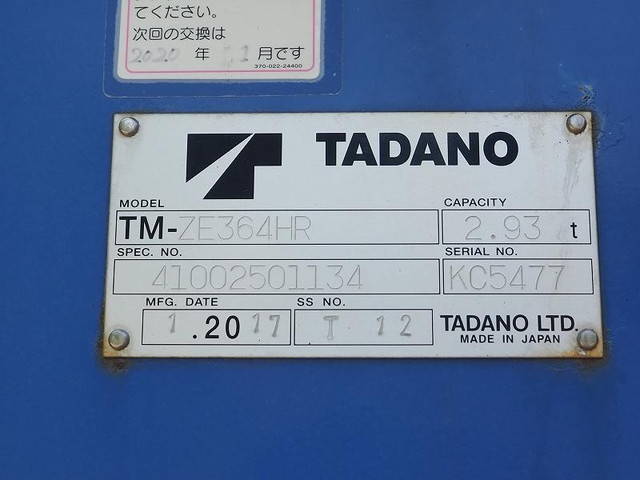 てください。
次回の交換は
2020 年 11月です
370-022-24400
TADANO
MODEL CAPACITY
TM-ZE364HR 2.93 t
SPEC. NO. SERIAL NO.
41002501134 KC5477
MFG. DATE SS NO.
1.2017 T 12 TADANO LTD.
MADE IN JAPAN